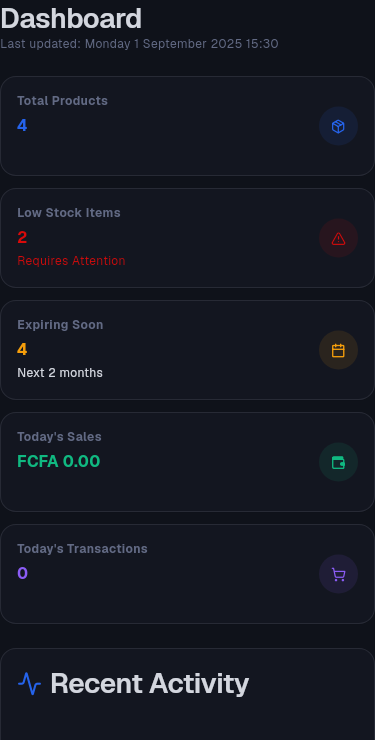 Dashboard
Last updated: Monday 1 September 2025 15:30
Total Products
4
Low Stock Items
2
Requires Attention
Expiring Soon
4
Next 2 months
Today's Sales
FCFA 0.00
Today's Transactions
0
Recent Activity